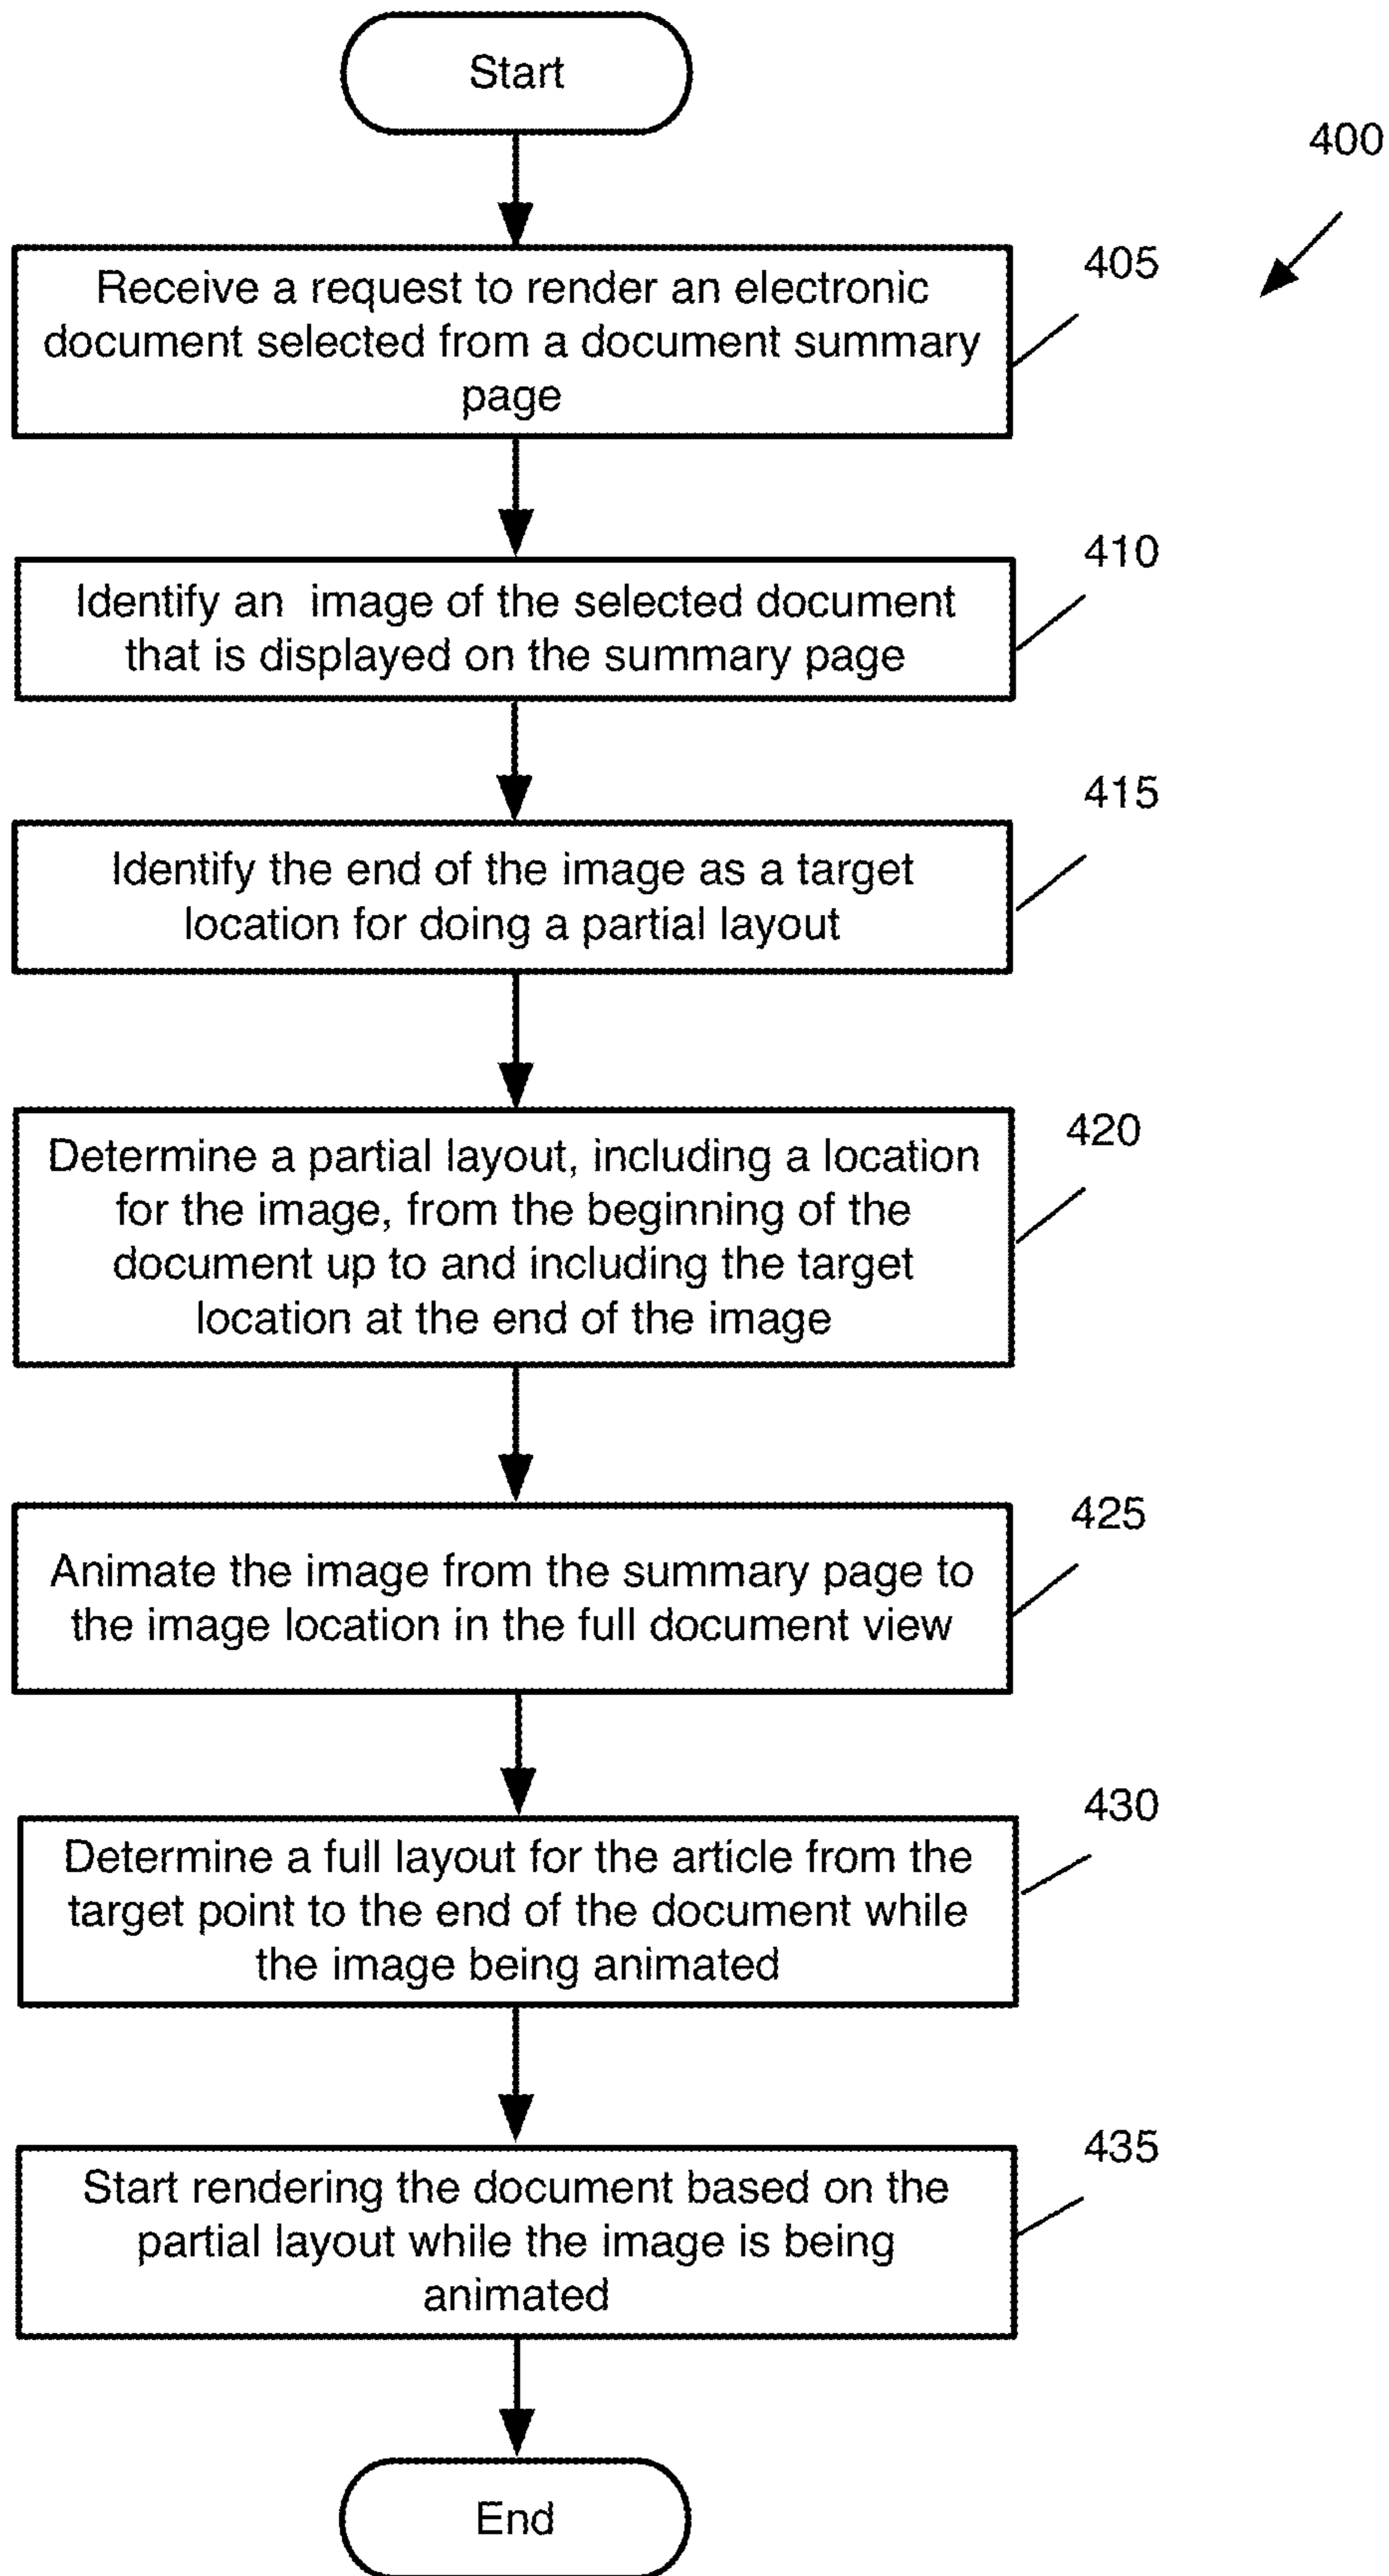 Start
400
405
Receive a request to render an electronic
document selected from a document summary
page
410
Identify an image of the selected document
that is displayed on the summary page
415
Identify the end of the image as a target
location for doing a partial layout
420
Determine a partial layout, including a location
for the image, from the beginning of the
document up to and including the target
location at the end of the image
425
Animate the image from the summary page to
the image location in the full document view
430
Determine a full layout for the article from the
target point to the end of the document while
the image being animated
435
Start rendering the document based on the
partial layout while the image is being
animated
End